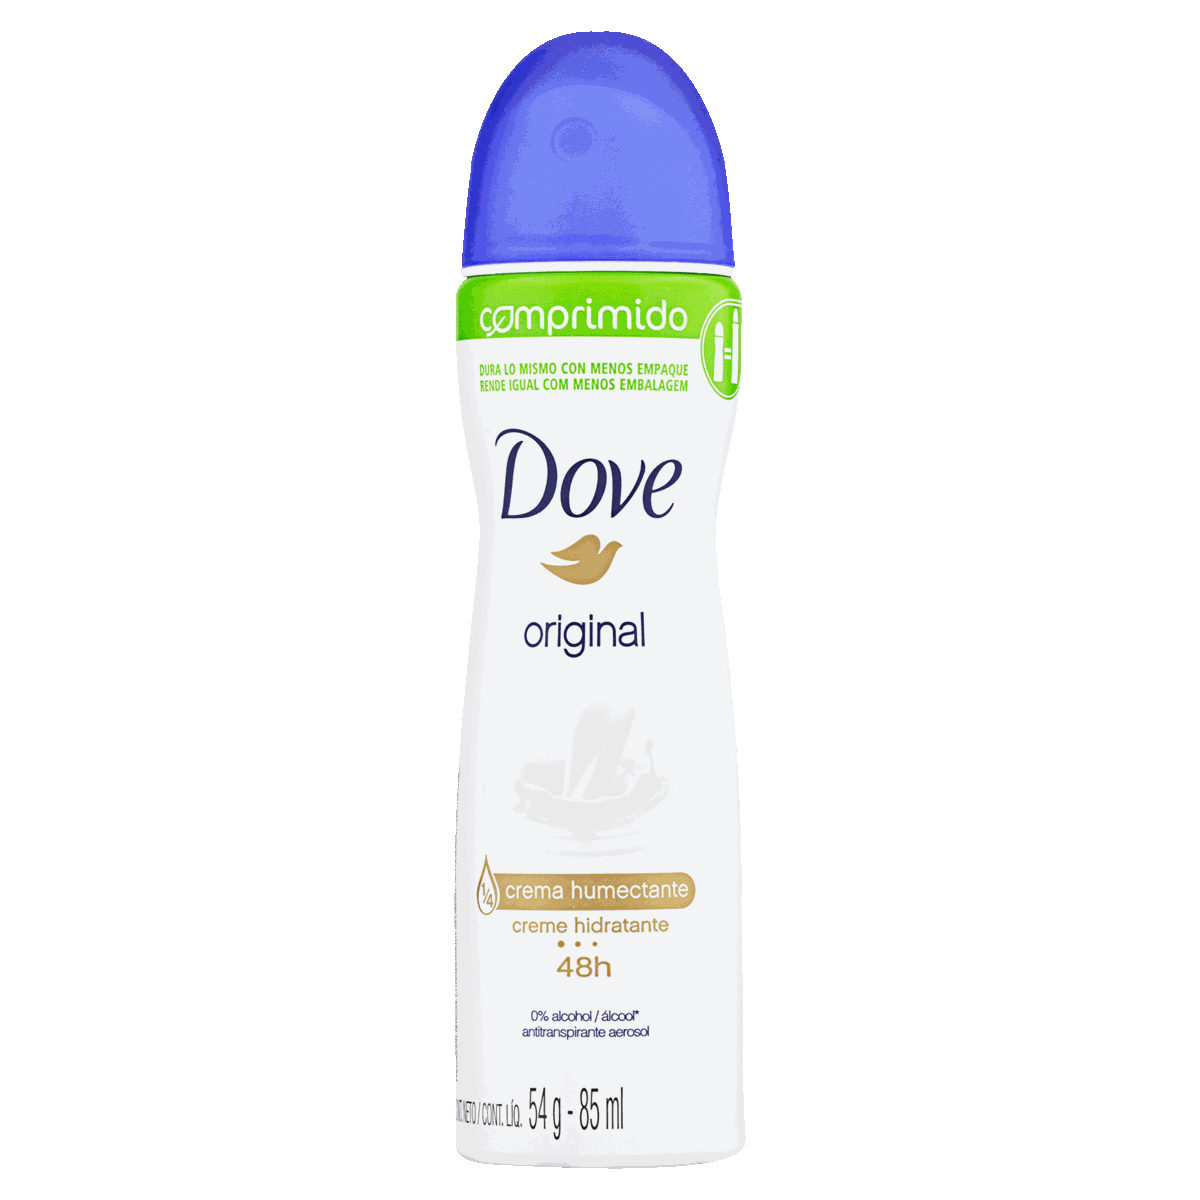 comprimido
DURA LO MISMO CON MENOS EMPAQUE
RENDE IGUAL COM MENOS EMBALAGEM
Dove
original
1/4 crema humectante
creme hidratante
48h
0% alcohol / álcool*
antitranspirante aerosol
NETO / CONT. LÍQ. 54 g - 85 ml